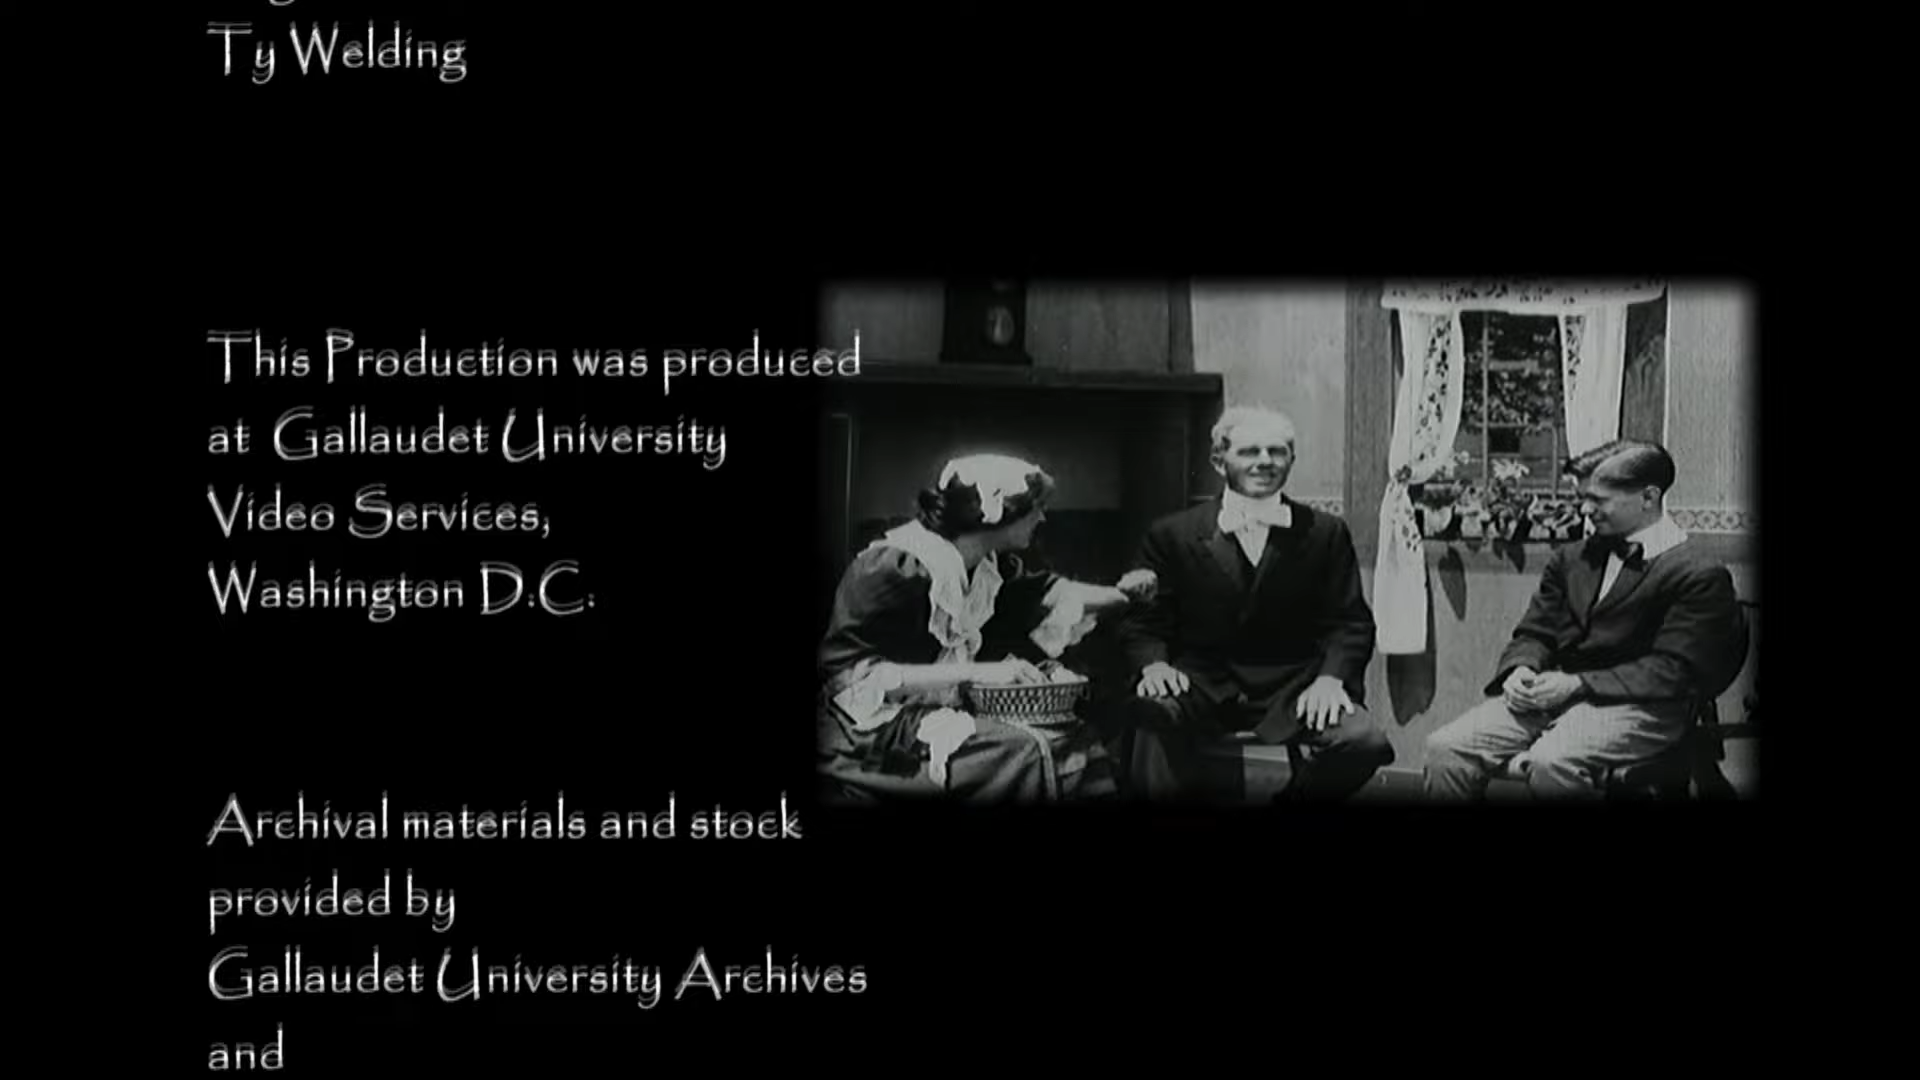 Ty Welding
This Production was produced
at Gallaudet University
Video Services,
Washington D.C.
Archival materials and stock
provided by
Gallaudet University Archives
and